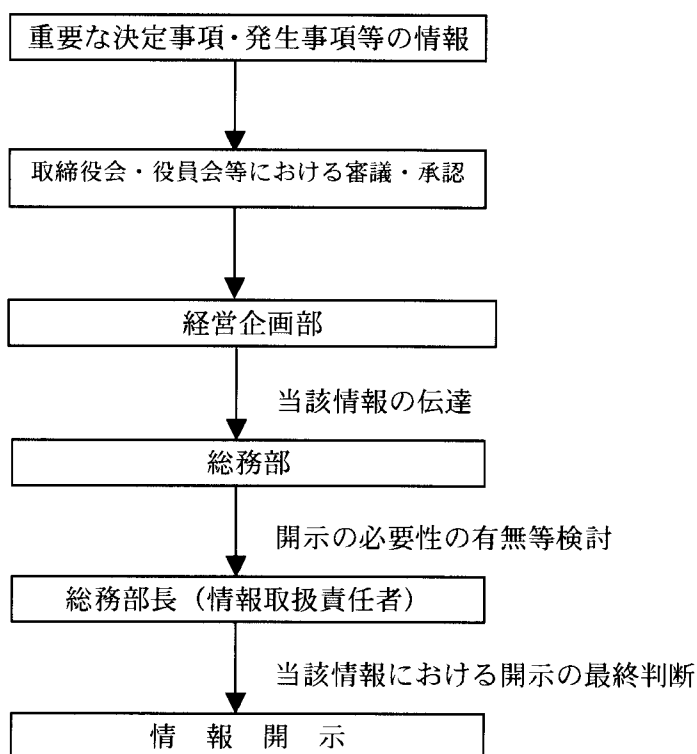 重要な決定事項・発生事項等の情報
取締役会・役員会等における審議・承認
経営企画部
当該情報の伝達
総務部
開示の必要性の有無等検討
総務部長（情報取扱責任者）
当該情報における開示の最終判断
情　報　開　示